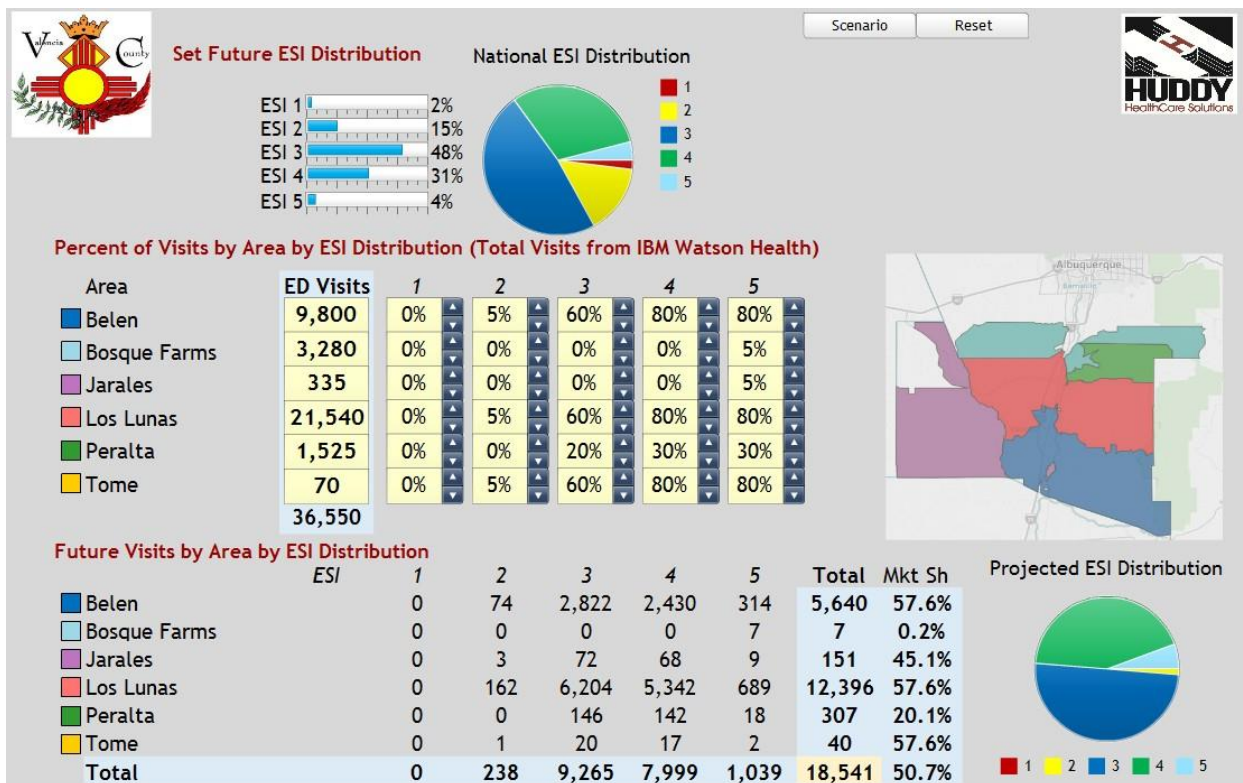 Scenario Reset
Valencia County
HUDDY
HealthCare Solutions
Set Future ESI Distribution
ESI 1 2%
ESI 2 15%
ESI 3 48%
ESI 4 31%
ESI 5 4%
National ESI Distribution
1
2
3
4
5
Percent of Visits by Area by ESI Distribution (Total Visits from IBM Watson Health)
Area ED Visits 1 2 3 4 5
Belen 9,800 0% 5% 60% 80% 80%
Bosque Farms 3,280 0% 0% 0% 0% 5%
Jarales 335 0% 0% 0% 0% 5%
Los Lunas 21,540 0% 5% 60% 80% 80%
Peralta 1,525 0% 0% 20% 30% 30%
Tome 70 0% 5% 60% 80% 80%
36,550
Albuquerque
Future Visits by Area by ESI Distribution
ESI 1 2 3 4 5 Total Mkt Sh
Belen 0 74 2,822 2,430 314 5,640 57.6%
Bosque Farms 0 0 0 0 7 7 0.2%
Jarales 0 3 72 68 9 151 45.1%
Los Lunas 0 162 6,204 5,342 689 12,396 57.6%
Peralta 0 0 146 142 18 307 20.1%
Tome 0 1 20 17 2 40 57.6%
Total 0 238 9,265 7,999 1,039 18,541 50.7%
Projected ESI Distribution
1 2 3 4 5